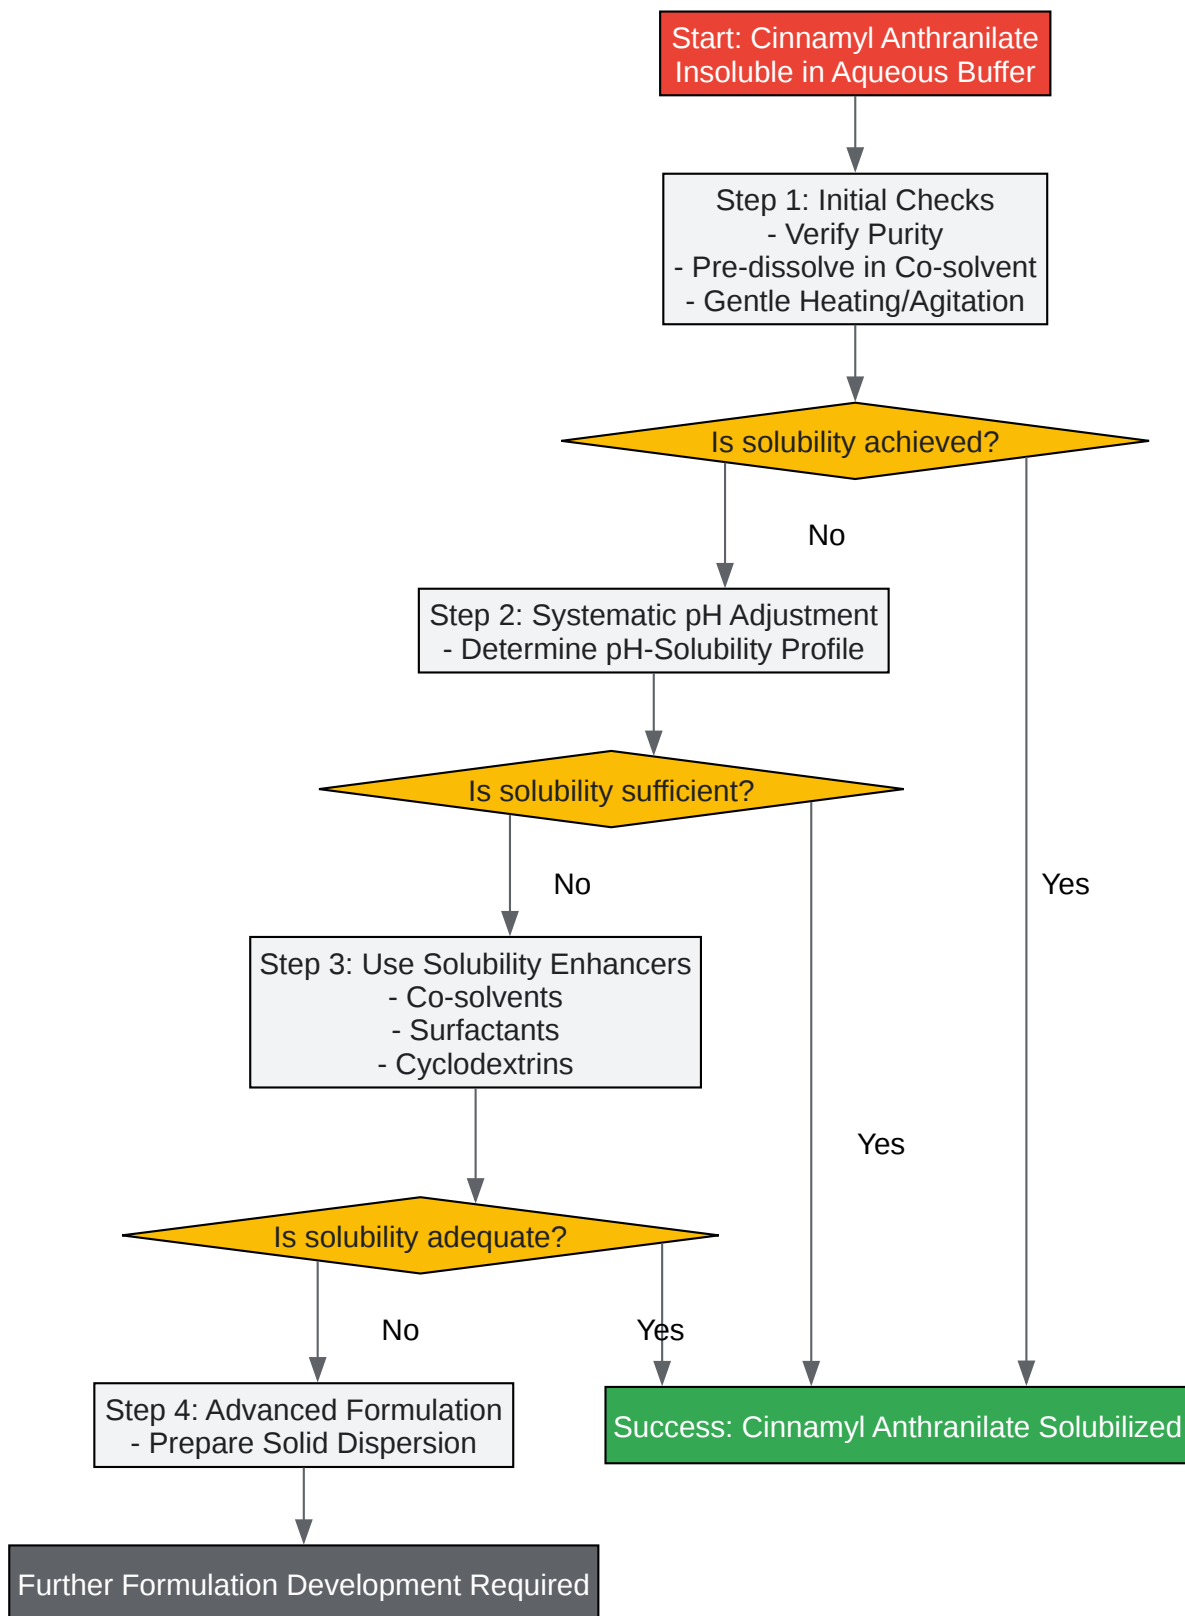 Start: Cinnamyl Anthranilate
Insoluble in Aqueous Buffer
Step 1: Initial Checks
- Verify Purity
- Pre-dissolve in Co-solvent
- Gentle Heating/Agitation
Is solubility achieved?
No
Step 2: Systematic pH Adjustment
- Determine pH-Solubility Profile
Is solubility sufficient?
No
Yes
Step 3: Use Solubility Enhancers
- Co-solvents
- Surfactants
- Cyclodextrins
Yes
Is solubility adequate?
No
Yes
Step 4: Advanced Formulation
- Prepare Solid Dispersion
Success: Cinnamyl Anthranilate Solubilized
Further Formulation Development Required